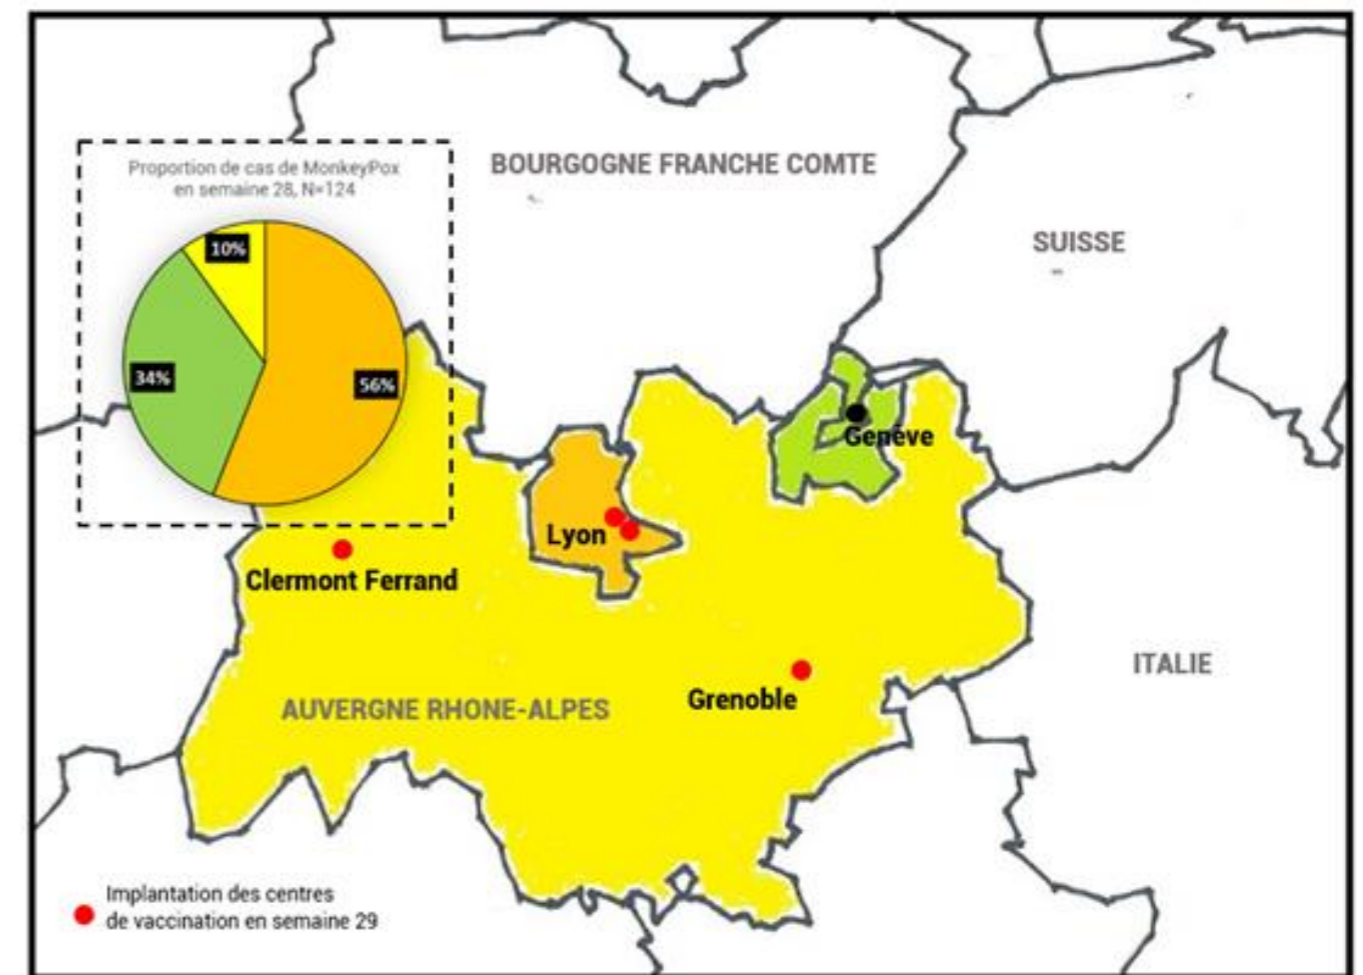 Proportion de cas de MonkeyPox
en semaine 28, N=124
10%
34%
56%
BOURGOGNE FRANCHE COMTE
SUISSE
Genéve
Lyon
Clermont Ferrand
ITALIE
Grenoble
AUVERGNE RHONE-ALPES
Implantation des centres
de vaccination en semaine 29